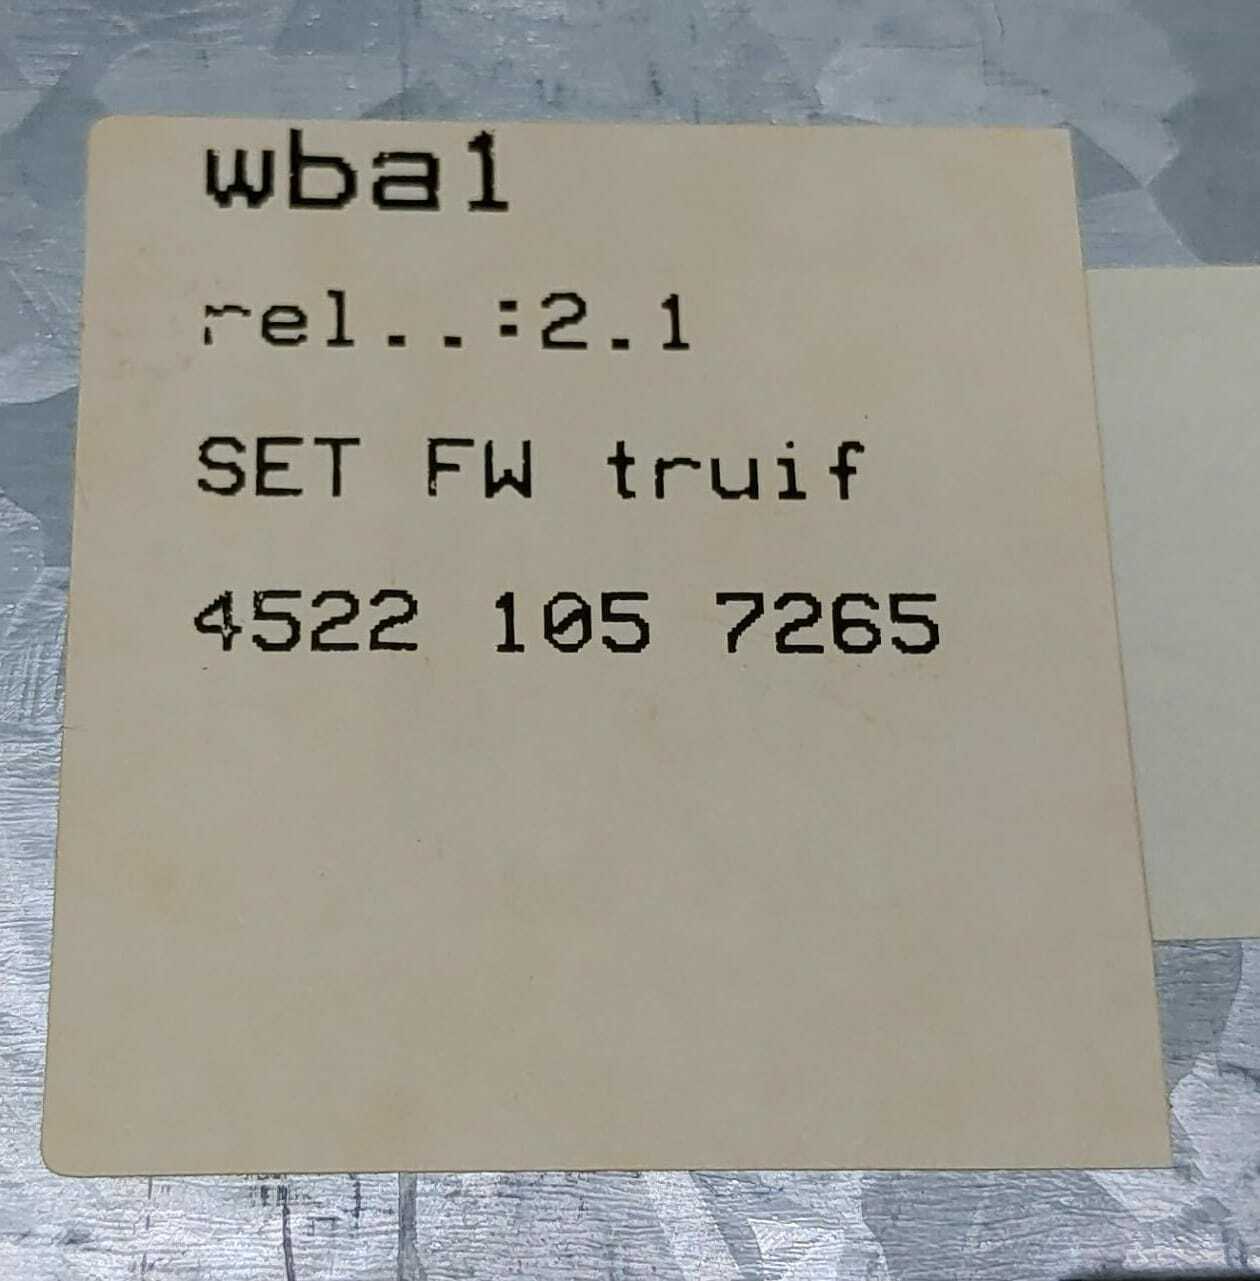 wba1
rel..:2.1
SET FW truif
4522 105 7265